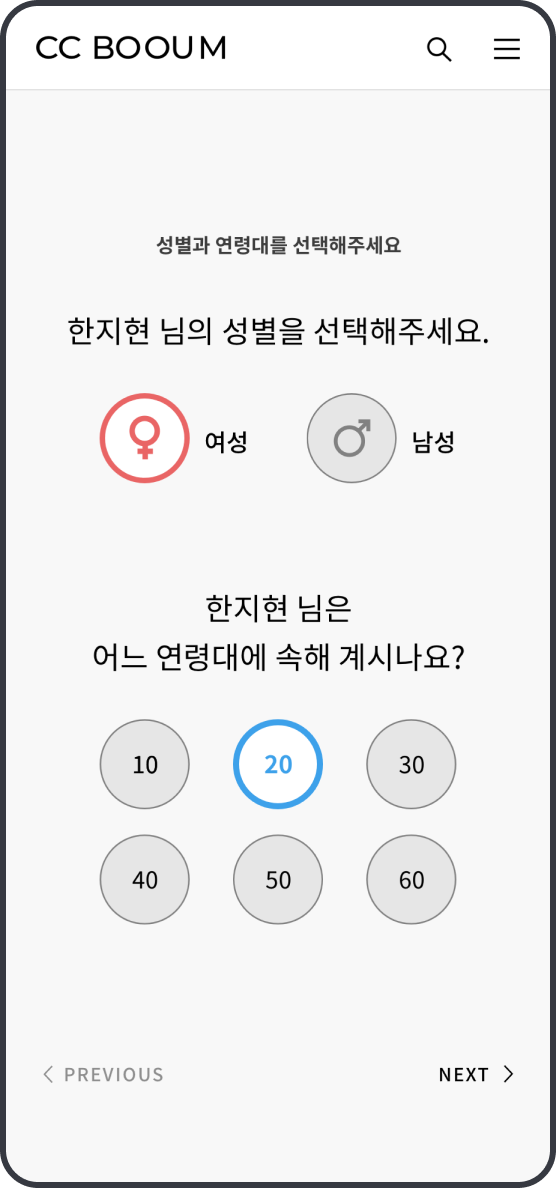 CC BOOUM
성별과 연령대를 선택해주세요
한지현 님의 성별을 선택해주세요.
여성
남성
한지현 님은
어느 연령대에 속해 계시나요?
10 20 30
40 50 60
PREVIOUS NEXT